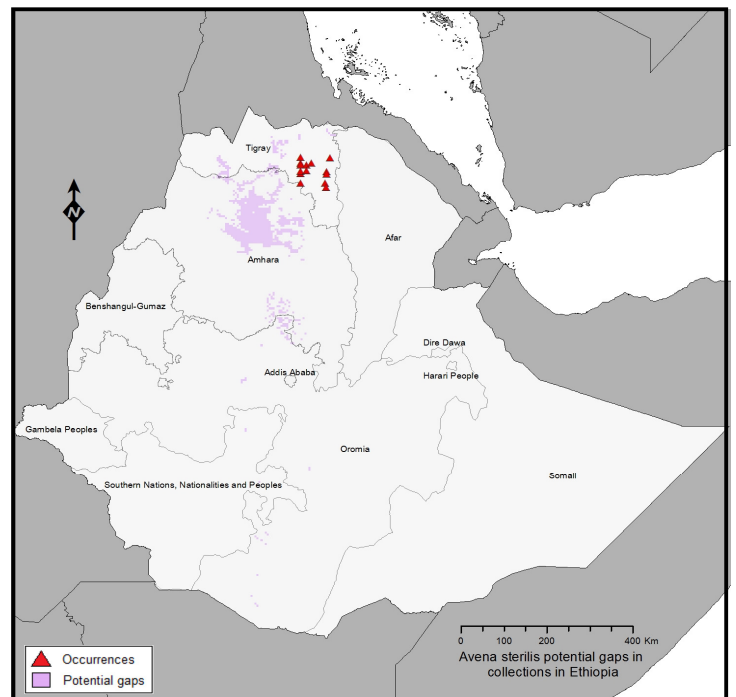 Tigray
N
Afar
Amhara
Benshangul-Gumaz
Dire Dawa
Addis Ababa
Harari People
Gambela Peoples
Oromia
Somali
Southern Nations, Nationalities and Peoples
0 100 200 400 Km
Avena sterilis potential gaps in
collections in Ethiopia
Occurrences
Potential gaps